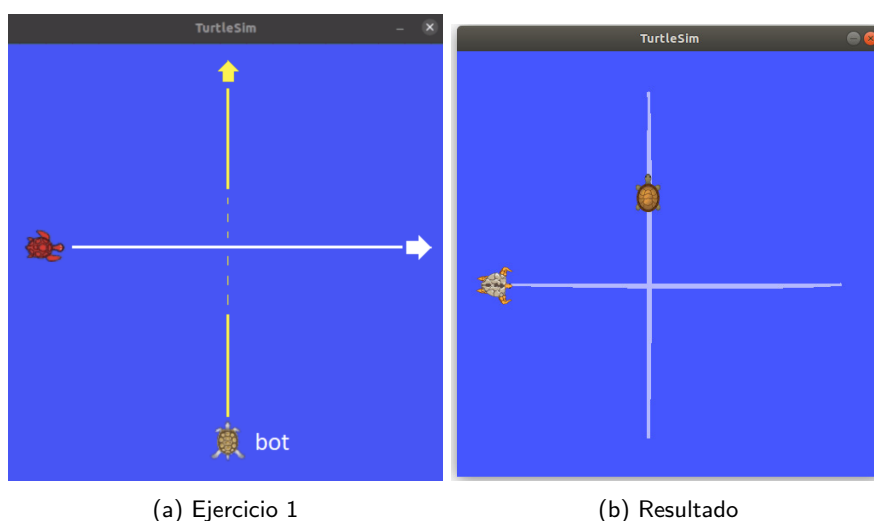 TurtleSim
TurtleSim
bot
(a) Ejercicio 1
(b) Resultado